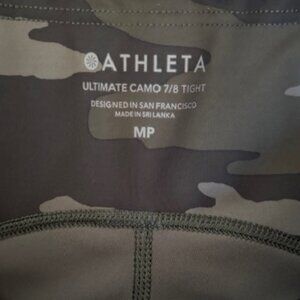 ATHLETA
ULTIMATE CAMO 7/8 TIGHT
DESIGNED IN SAN FRANCISCO
MADE IN SRI LANKA
MP